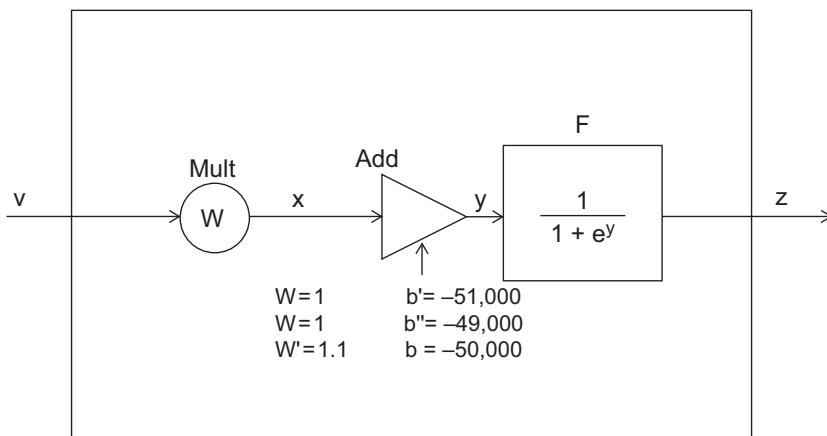 F
Mult
Add
v
W
x
y
1
1 + e^y
z
W=1 b'= –51,000
W=1 b"= –49,000
W'=1.1 b = –50,000